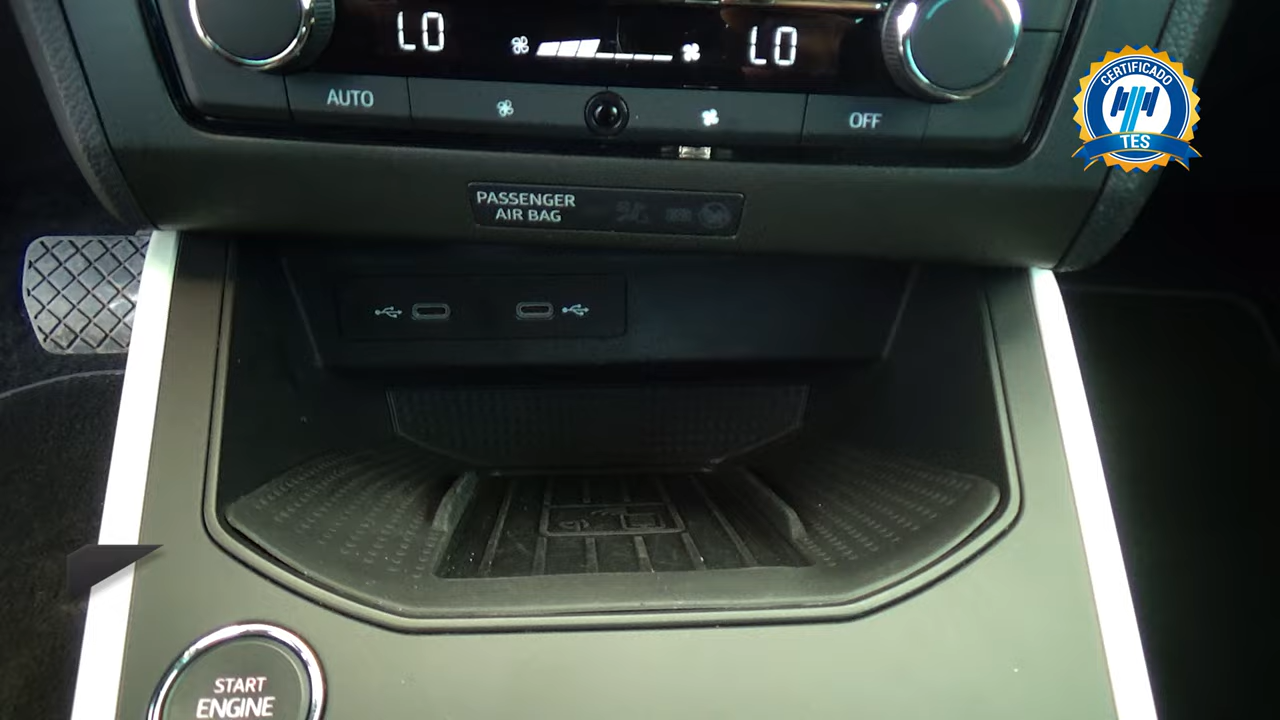 LO
LO
AUTO
OFF
CERTIFICADO
TES
PASSENGER
AIR BAG
START
ENGINE